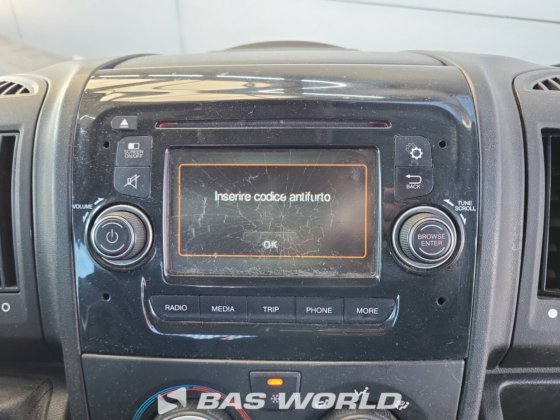 SCREEN
ON/OFF
BACK
VOLUME
TUNE
SCROLL
Inserire codice antifurto
OK
BROWSE
ENTER
RADIO
MEDIA
TRIP
PHONE
MORE
BAS WORLD